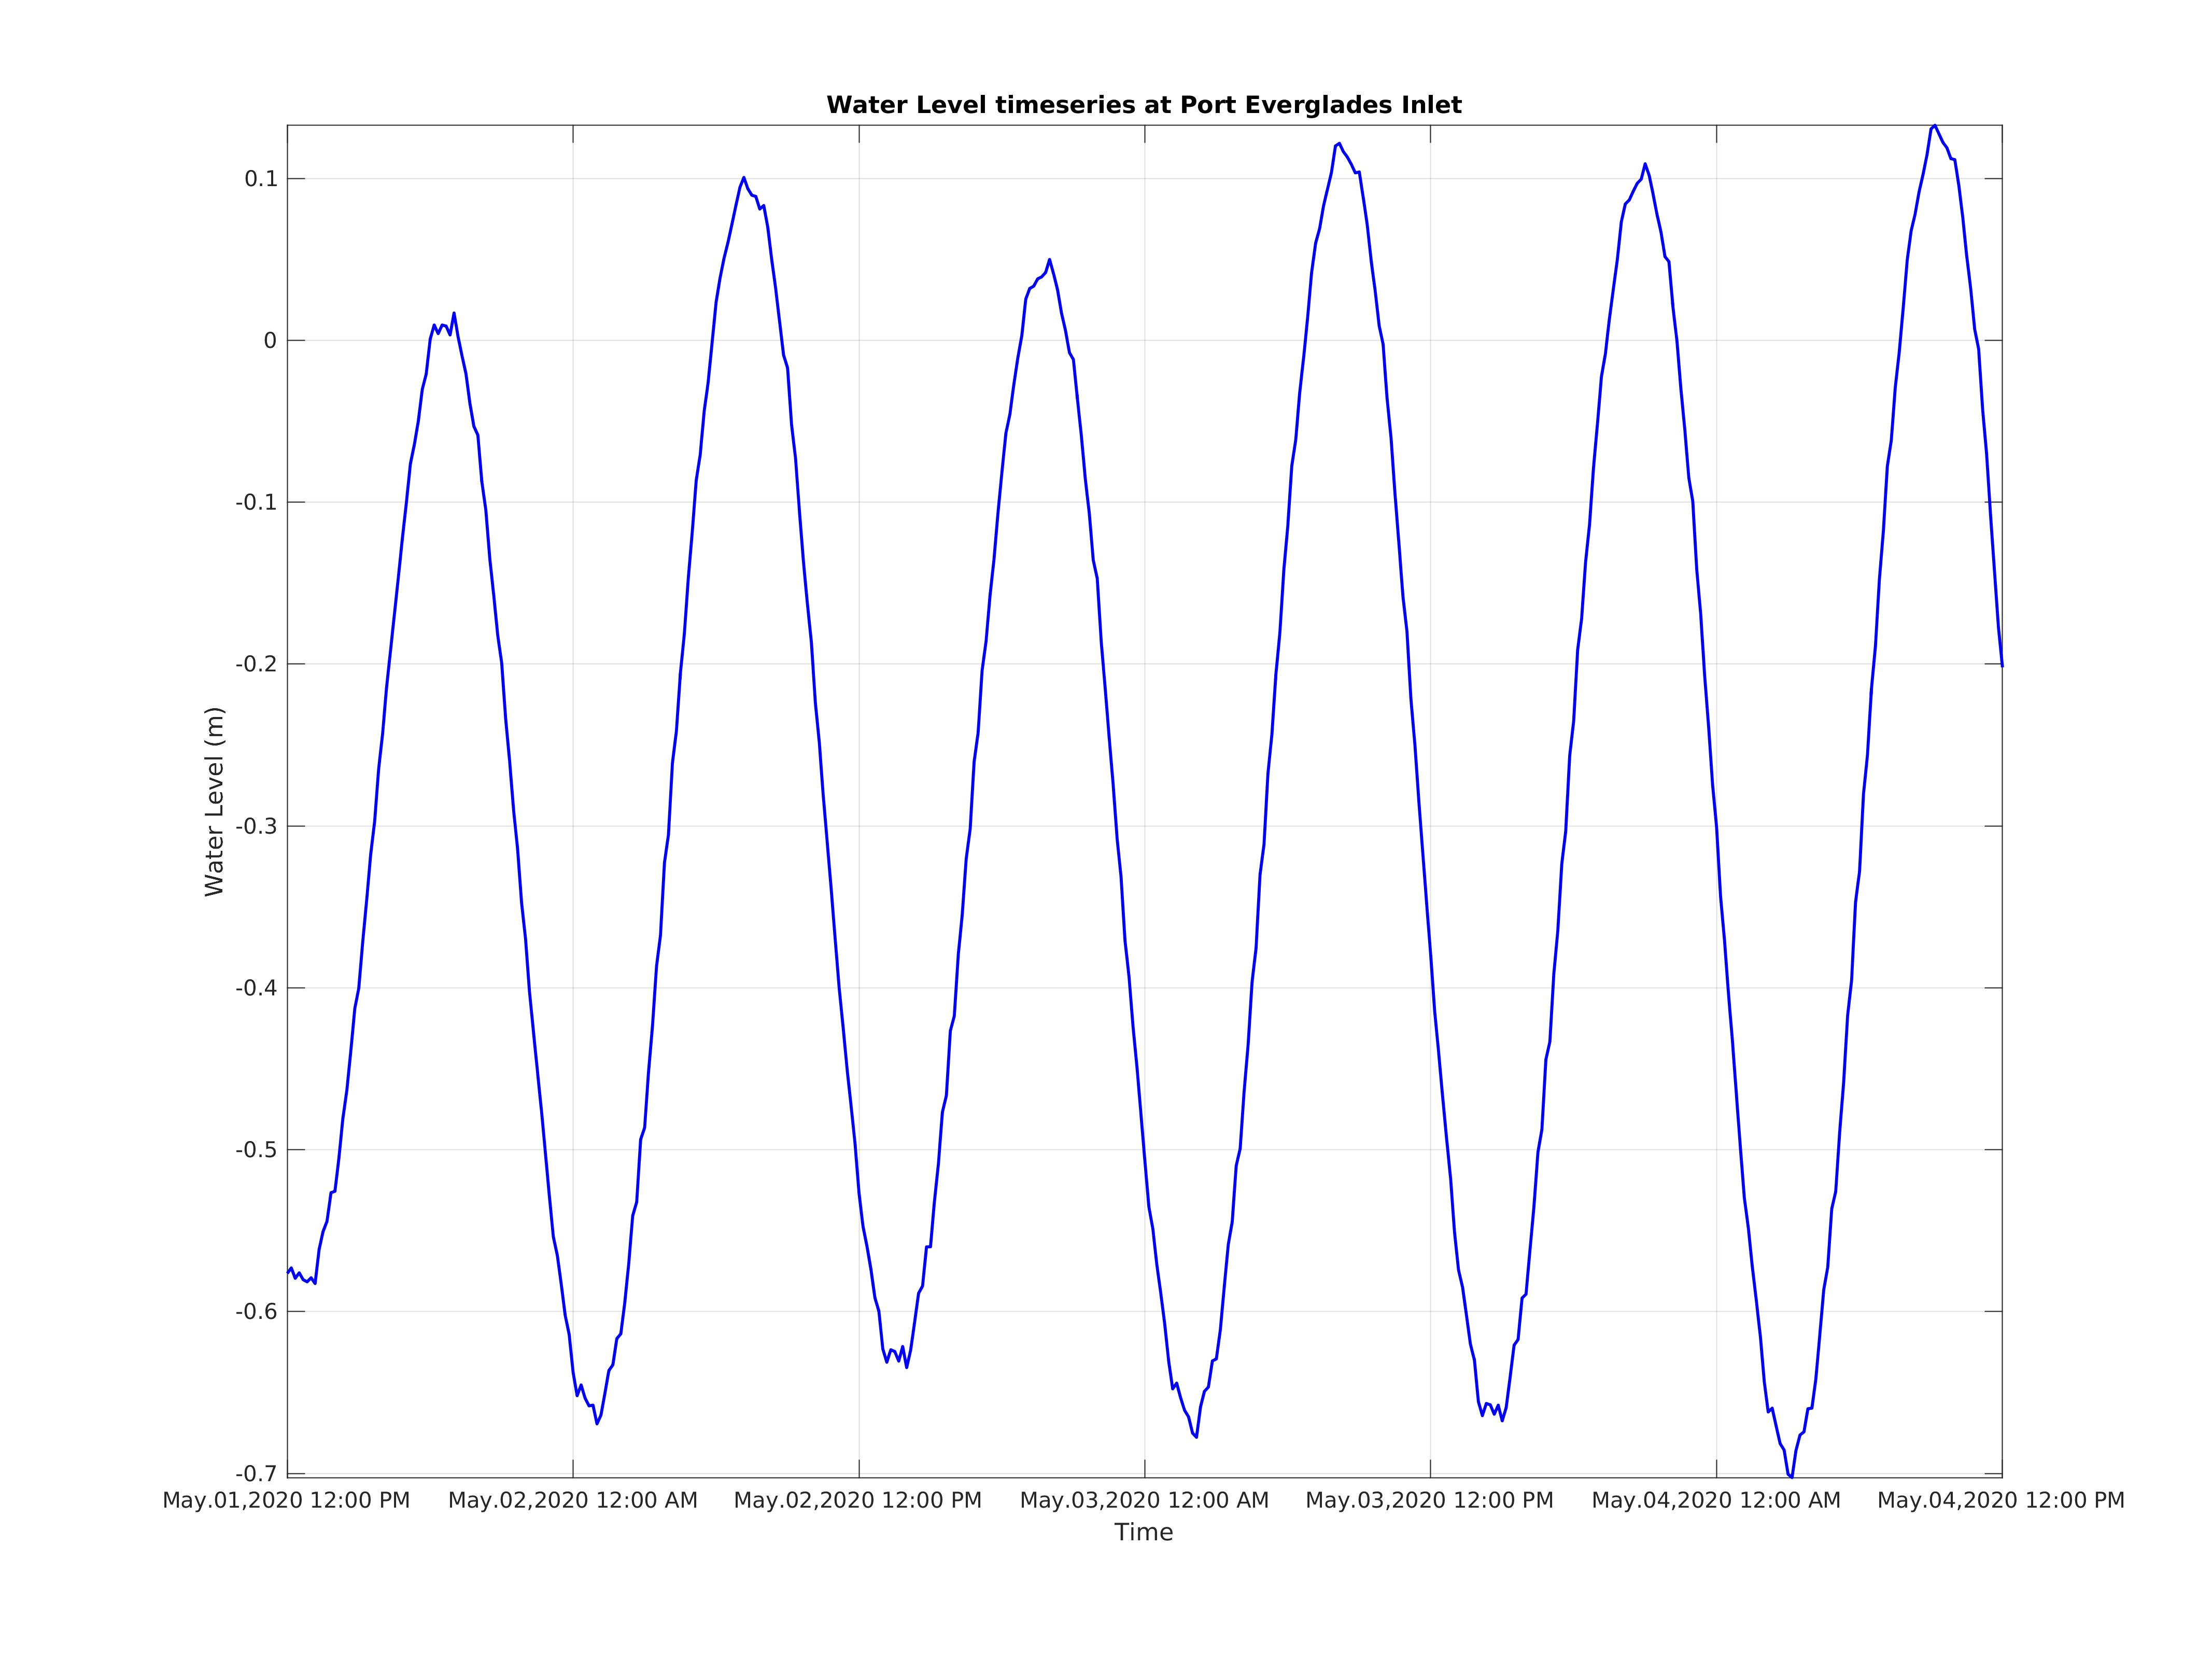 Water Level timeseries at Port Everglades Inlet
0.1
0
-0.1
-0.2
-0.3
-0.4
-0.5
-0.6
-0.7
Water Level (m)
May.01,2020 12:00 PM May.02,2020 12:00 AM May.02,2020 12:00 PM May.03,2020 12:00 AM May.03,2020 12:00 PM May.04,2020 12:00 AM May.04,2020 12:00 PM
Time